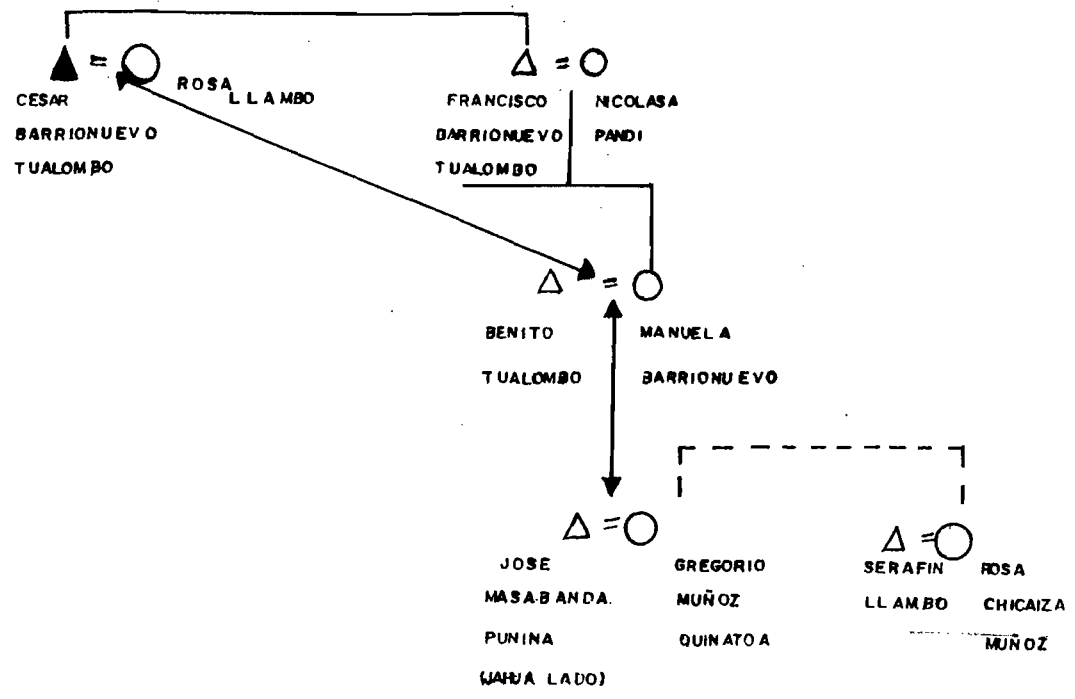 CESAR
BARRIONUEVO
TUALOMBO
ROSA LLAMBO
FRANCISCO
BARRIONUEVO
TUALOMBO
NICOLASA
PANDI
BENITO
TUALOMBO
MANUELA
BARRIONUEVO
JOSE
MASABANDA.
PUNINA
(JAHUA LADO)
GREGORIO
MUÑOZ
QUINATOA
SERAFIN
LLAMBO
ROSA
CHICAIZA
MUÑOZ